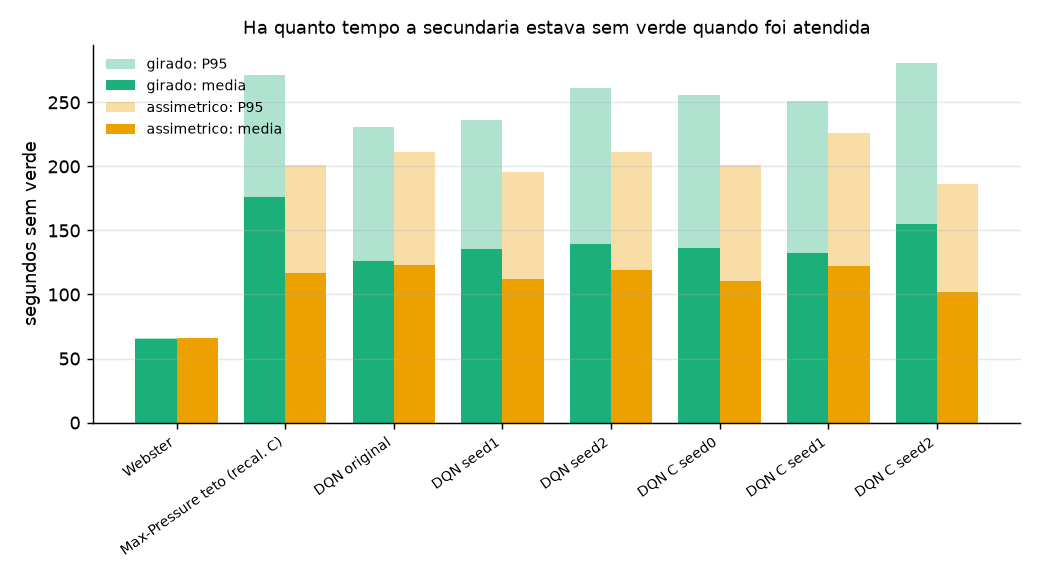 Ha quanto tempo a secundaria estava sem verde quando foi atendida
girado: P95
girado: media
assimetrico: P95
assimetrico: media
segundos sem verde
250
200
150
100
50
0
Webster
Max-Pressure teto (recal. C)
DQN original
DQN seed1
DQN seed2
DQN C seed0
DQN C seed1
DQN C seed2